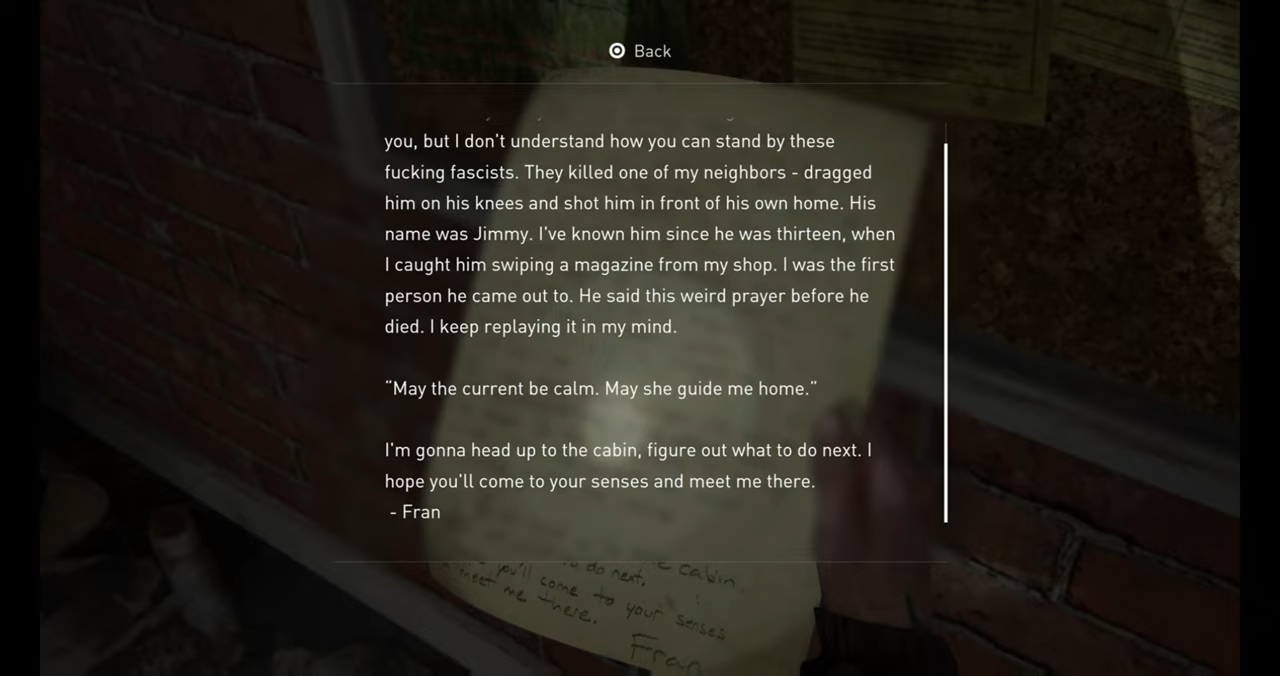 Back
you, but I don't understand how you can stand by these
fucking fascists. They killed one of my neighbors - dragged
him on his knees and shot him in front of his own home. His
name was Jimmy. I've known him since he was thirteen, when
I caught him swiping a magazine from my shop. I was the first
person he came out to. He said this weird prayer before he
died. I keep replaying it in my mind.
“May the current be calm. May she guide me home.”
I'm gonna head up to the cabin, figure out what to do next. I
hope you'll come to your senses and meet me there.
- Fran
to do next. cabin.
you'll come to your senses
meet me there.
Fran